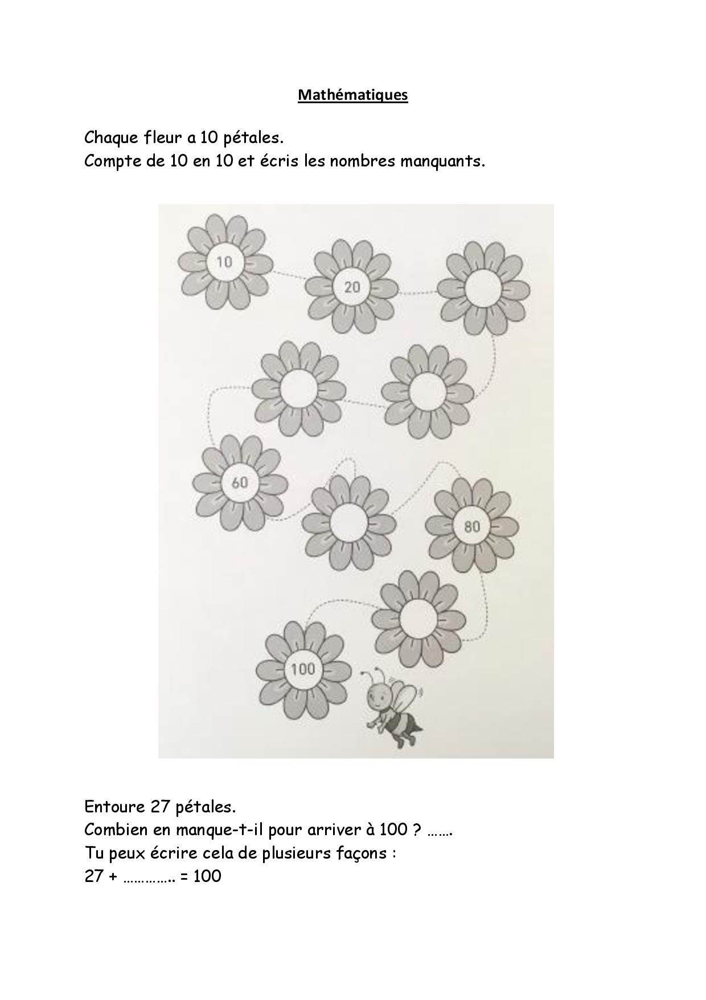 Mathématiques
Chaque fleur a 10 pétales.
Compte de 10 en 10 et écris les nombres manquants.
10
20
60
80
100
Entoure 27 pétales.
Combien en manque-t-il pour arriver à 100 ? …….
Tu peux écrire cela de plusieurs façons :
27 + ………….. = 100